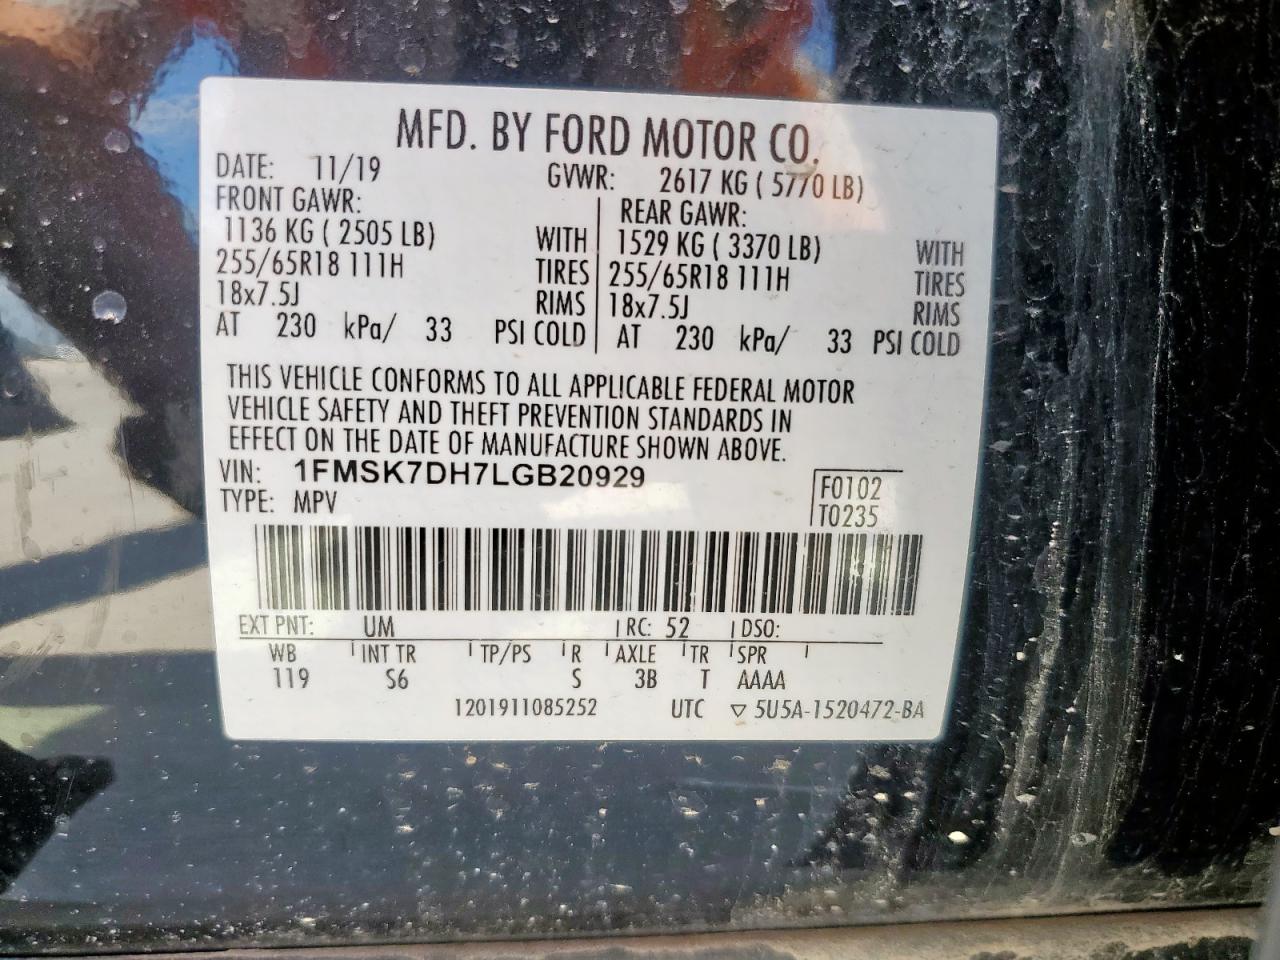 MFD. BY FORD MOTOR CO.
DATE: 11/19 GVWR: 2617 KG ( 5770 LB)
FRONT GAWR: REAR GAWR:
1136 KG ( 2505 LB) WITH 1529 KG ( 3370 LB) WITH
255/65R18 111H TIRES 255/65R18 111H TIRES
18x7.5J RIMS 18x7.5J RIMS
AT 230 kPa/ 33 PSI COLD AT 230 kPa/ 33 PSI COLD
THIS VEHICLE CONFORMS TO ALL APPLICABLE FEDERAL MOTOR
VEHICLE SAFETY AND THEFT PREVENTION STANDARDS IN
EFFECT ON THE DATE OF MANUFACTURE SHOWN ABOVE.
VIN: 1FMSK7DH7LGB20929
TYPE: MPV
F0102
T0235
EXT PNT: UM RC: 52 DSO:
WB INT TR TP/PS R AXLE TR SPR
119 S6 S 3B T AAAA
1201911085252 UTC ▽ 5U5A-1520472-BA